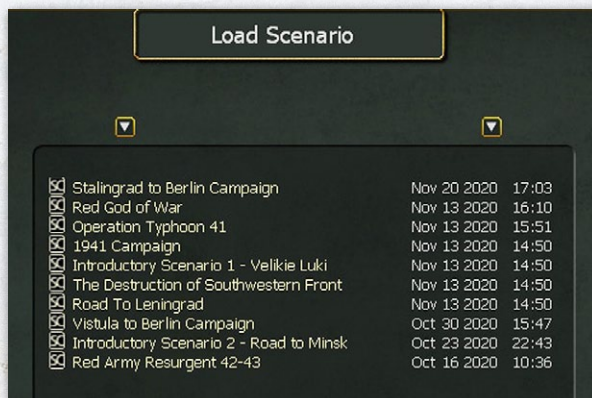 Load Scenario
Stalingrad to Berlin Campaign Nov 20 2020 17:03
Red God of War Nov 13 2020 16:10
Operation Typhoon 41 Nov 13 2020 15:51
1941 Campaign Nov 13 2020 14:50
Introductory Scenario 1 - Velikie Luki Nov 13 2020 14:50
The Destruction of Southwestern Front Nov 13 2020 14:50
Road To Leningrad Nov 13 2020 14:50
Vistula to Berlin Campaign Oct 30 2020 15:47
Introductory Scenario 2 - Road to Minsk Oct 23 2020 22:43
Red Army Resurgent 42-43 Oct 16 2020 10:36